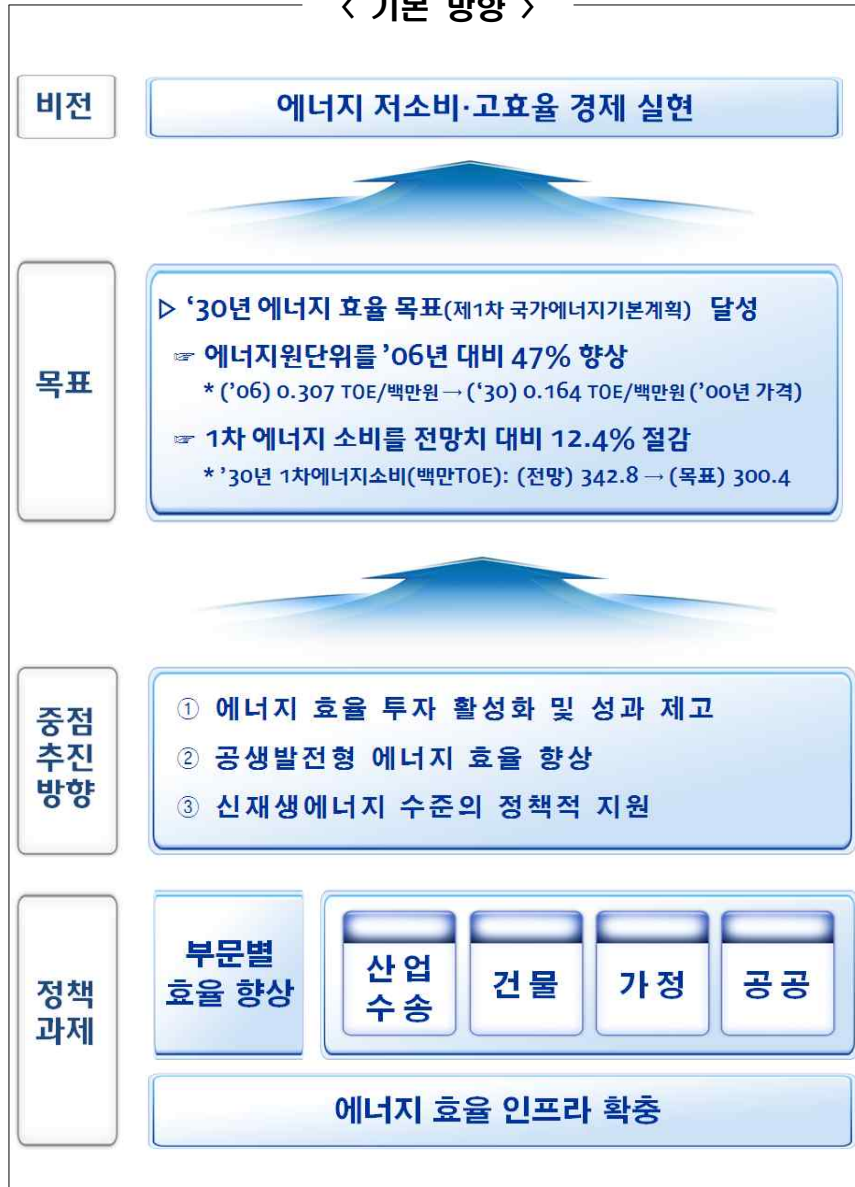 〈 기본 방향 〉
비전
에너지 저소비·고효율 경제 실현
목표
▷ ‘30년 에너지 효율 목표(제1차 국가에너지기본계획) 달성
☞ 에너지원단위를 ’06년 대비 47% 향상
* (’06) 0.307 TOE/백만원 → (‘30) 0.164 TOE/백만원 (’00년 가격)
☞ 1차 에너지 소비를 전망치 대비 12.4% 절감
* ’30년 1차에너지소비(백만TOE): (전망) 342.8 → (목표) 300.4
중점
추진
방향
① 에너지 효율 투자 활성화 및 성과 제고
② 공생발전형 에너지 효율 향상
③ 신재생에너지 수준의 정책적 지원
정책
과제
부문별
효율 향상
산업
수송
건물
가정
공공
에너지 효율 인프라 확충